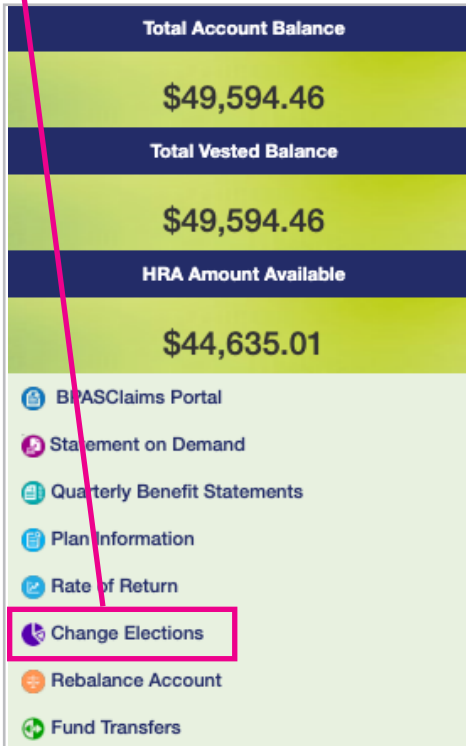 Total Account Balance
$49,594.46
Total Vested Balance
$49,594.46
HRA Amount Available
$44,635.01
BPASClaims Portal
Statement on Demand
Quarterly Benefit Statements
Plan Information
Rate of Return
Change Elections
Rebalance Account
Fund Transfers